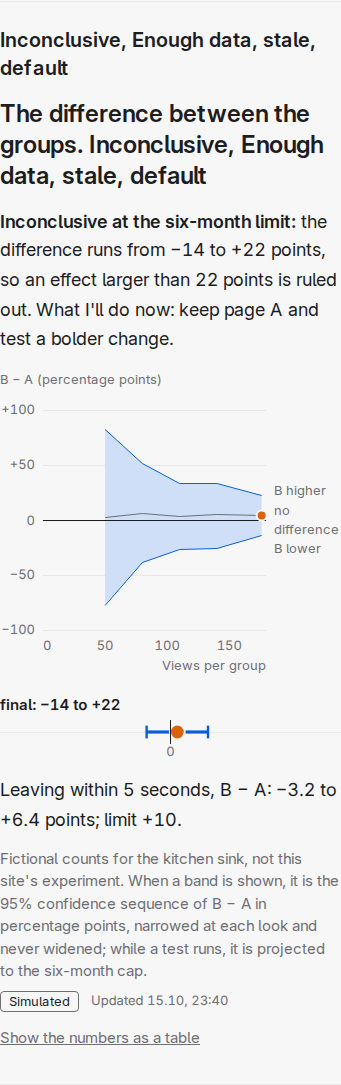 Inconclusive, Enough data, stale,
default
The difference between the
groups. Inconclusive, Enough
data, stale, default
Inconclusive at the six-month limit: the
difference runs from −14 to +22 points,
so an effect larger than 22 points is ruled
out. What I'll do now: keep page A and
test a bolder change.
B − A (percentage points)
+100
+50
0
−50
−100
B higher
no
difference
B lower
0 50 100 150
Views per group
final: −14 to +22
0
Leaving within 5 seconds, B − A: −3.2 to
+6.4 points; limit +10.
Fictional counts for the kitchen sink, not this
site's experiment. When a band is shown, it is the
95% confidence sequence of B − A in
percentage points, narrowed at each look and
never widened; while a test runs, it is projected
to the six-month cap.
Simulated Updated 15.10, 23:40
Show the numbers as a table